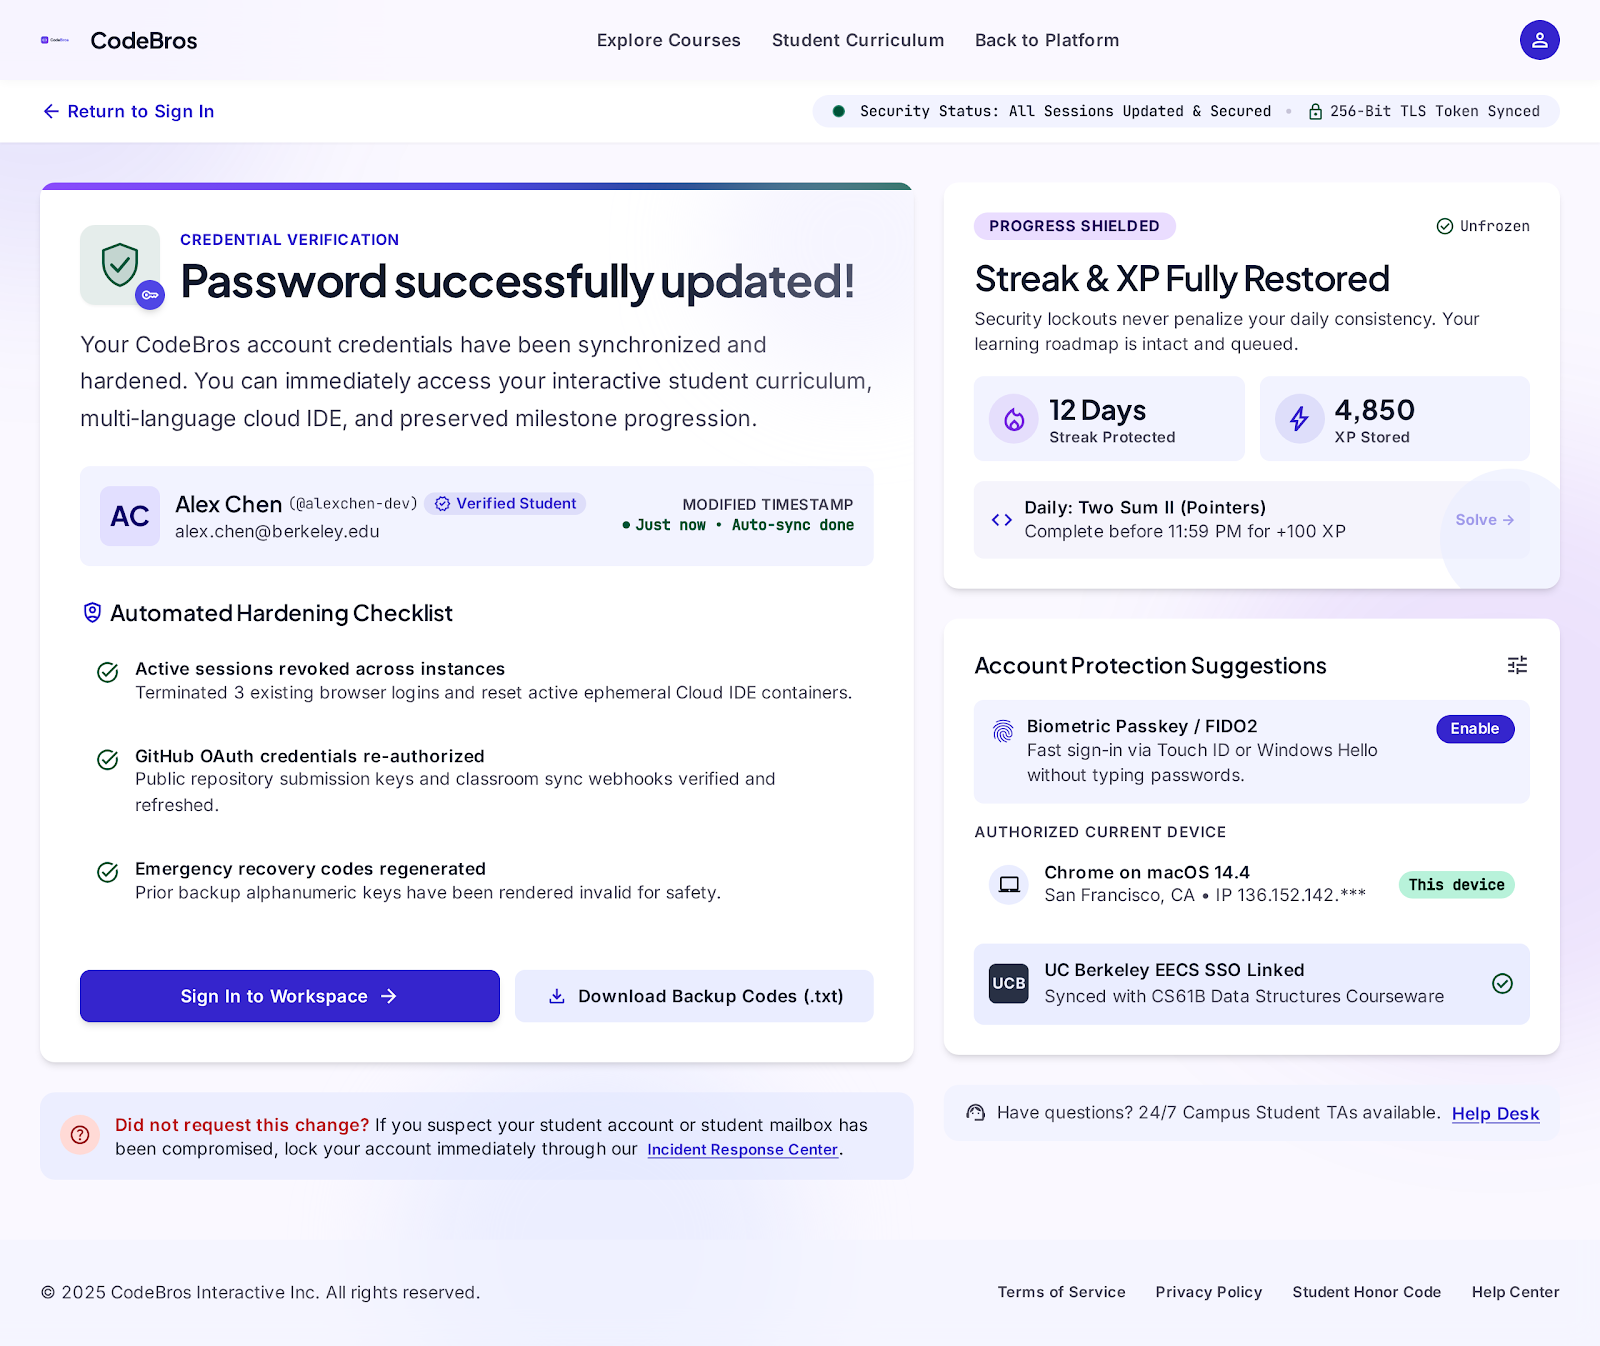 CodeBros
Explore Courses
Student Curriculum
Back to Platform
Return to Sign In
Security Status: All Sessions Updated & Secured • 256-Bit TLS Token Synced
CREDENTIAL VERIFICATION
Password successfully updated!
Your CodeBros account credentials have been synchronized and
hardened. You can immediately access your interactive student curriculum,
multi-language cloud IDE, and preserved milestone progression.
AC
Alex Chen (@alexchen-dev) Verified Student
alex.chen@berkeley.edu
MODIFIED TIMESTAMP
Just now • Auto-sync done
Automated Hardening Checklist
Active sessions revoked across instances
Terminated 3 existing browser logins and reset active ephemeral Cloud IDE containers.
GitHub OAuth credentials re-authorized
Public repository submission keys and classroom sync webhooks verified and
refreshed.
Emergency recovery codes regenerated
Prior backup alphanumeric keys have been rendered invalid for safety.
Sign In to Workspace →
Download Backup Codes (.txt)
Did not request this change? If you suspect your student account or student mailbox has
been compromised, lock your account immediately through our Incident Response Center.
PROGRESS SHIELDED
Unfrozen
Streak & XP Fully Restored
Security lockouts never penalize your daily consistency. Your
learning roadmap is intact and queued.
12 Days
Streak Protected
4,850
XP Stored
Daily: Two Sum II (Pointers)
Complete before 11:59 PM for +100 XP
Solve →
Account Protection Suggestions
Biometric Passkey / FIDO2
Fast sign-in via Touch ID or Windows Hello
without typing passwords.
Enable
AUTHORIZED CURRENT DEVICE
Chrome on macOS 14.4
San Francisco, CA • IP 136.152.142.***
This device
UCB
UC Berkeley EECS SSO Linked
Synced with CS61B Data Structures Courseware
Have questions? 24/7 Campus Student TAs available. Help Desk
© 2025 CodeBros Interactive Inc. All rights reserved.
Terms of Service
Privacy Policy
Student Honor Code
Help Center